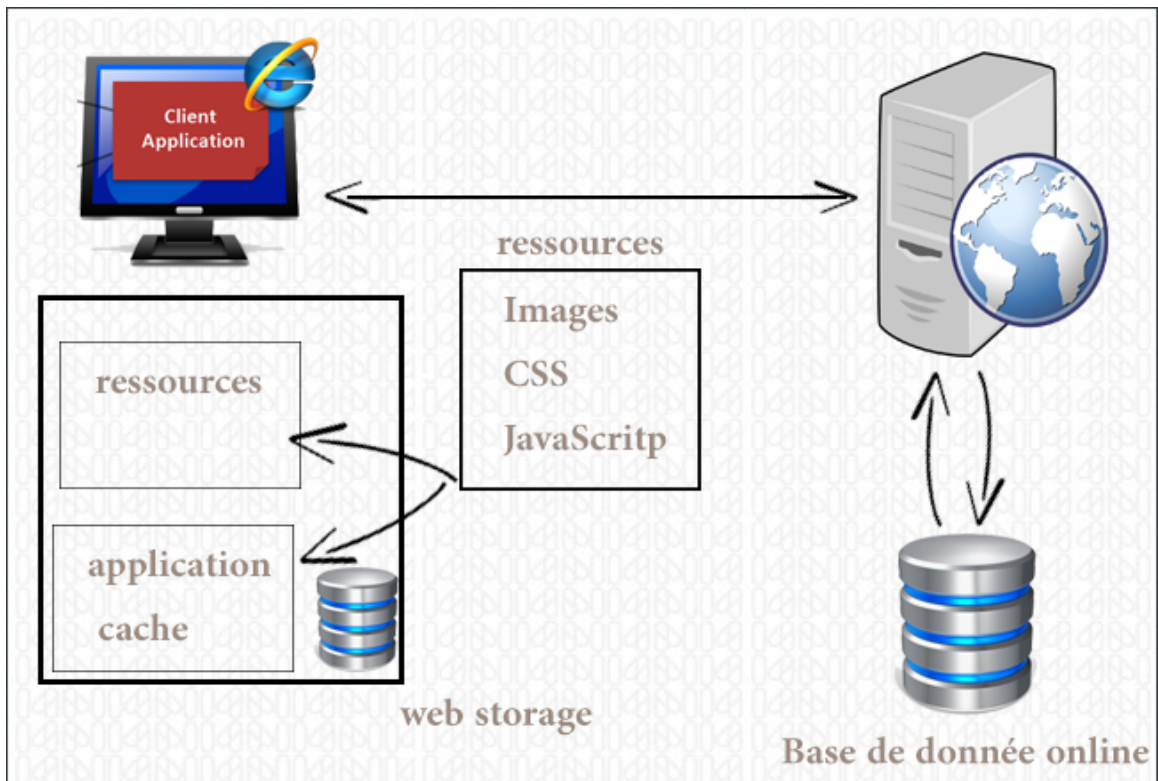 Client
Application
ressources
Images
CSS
JavaScritp
ressources
application
cache
web storage
Base de donnée online